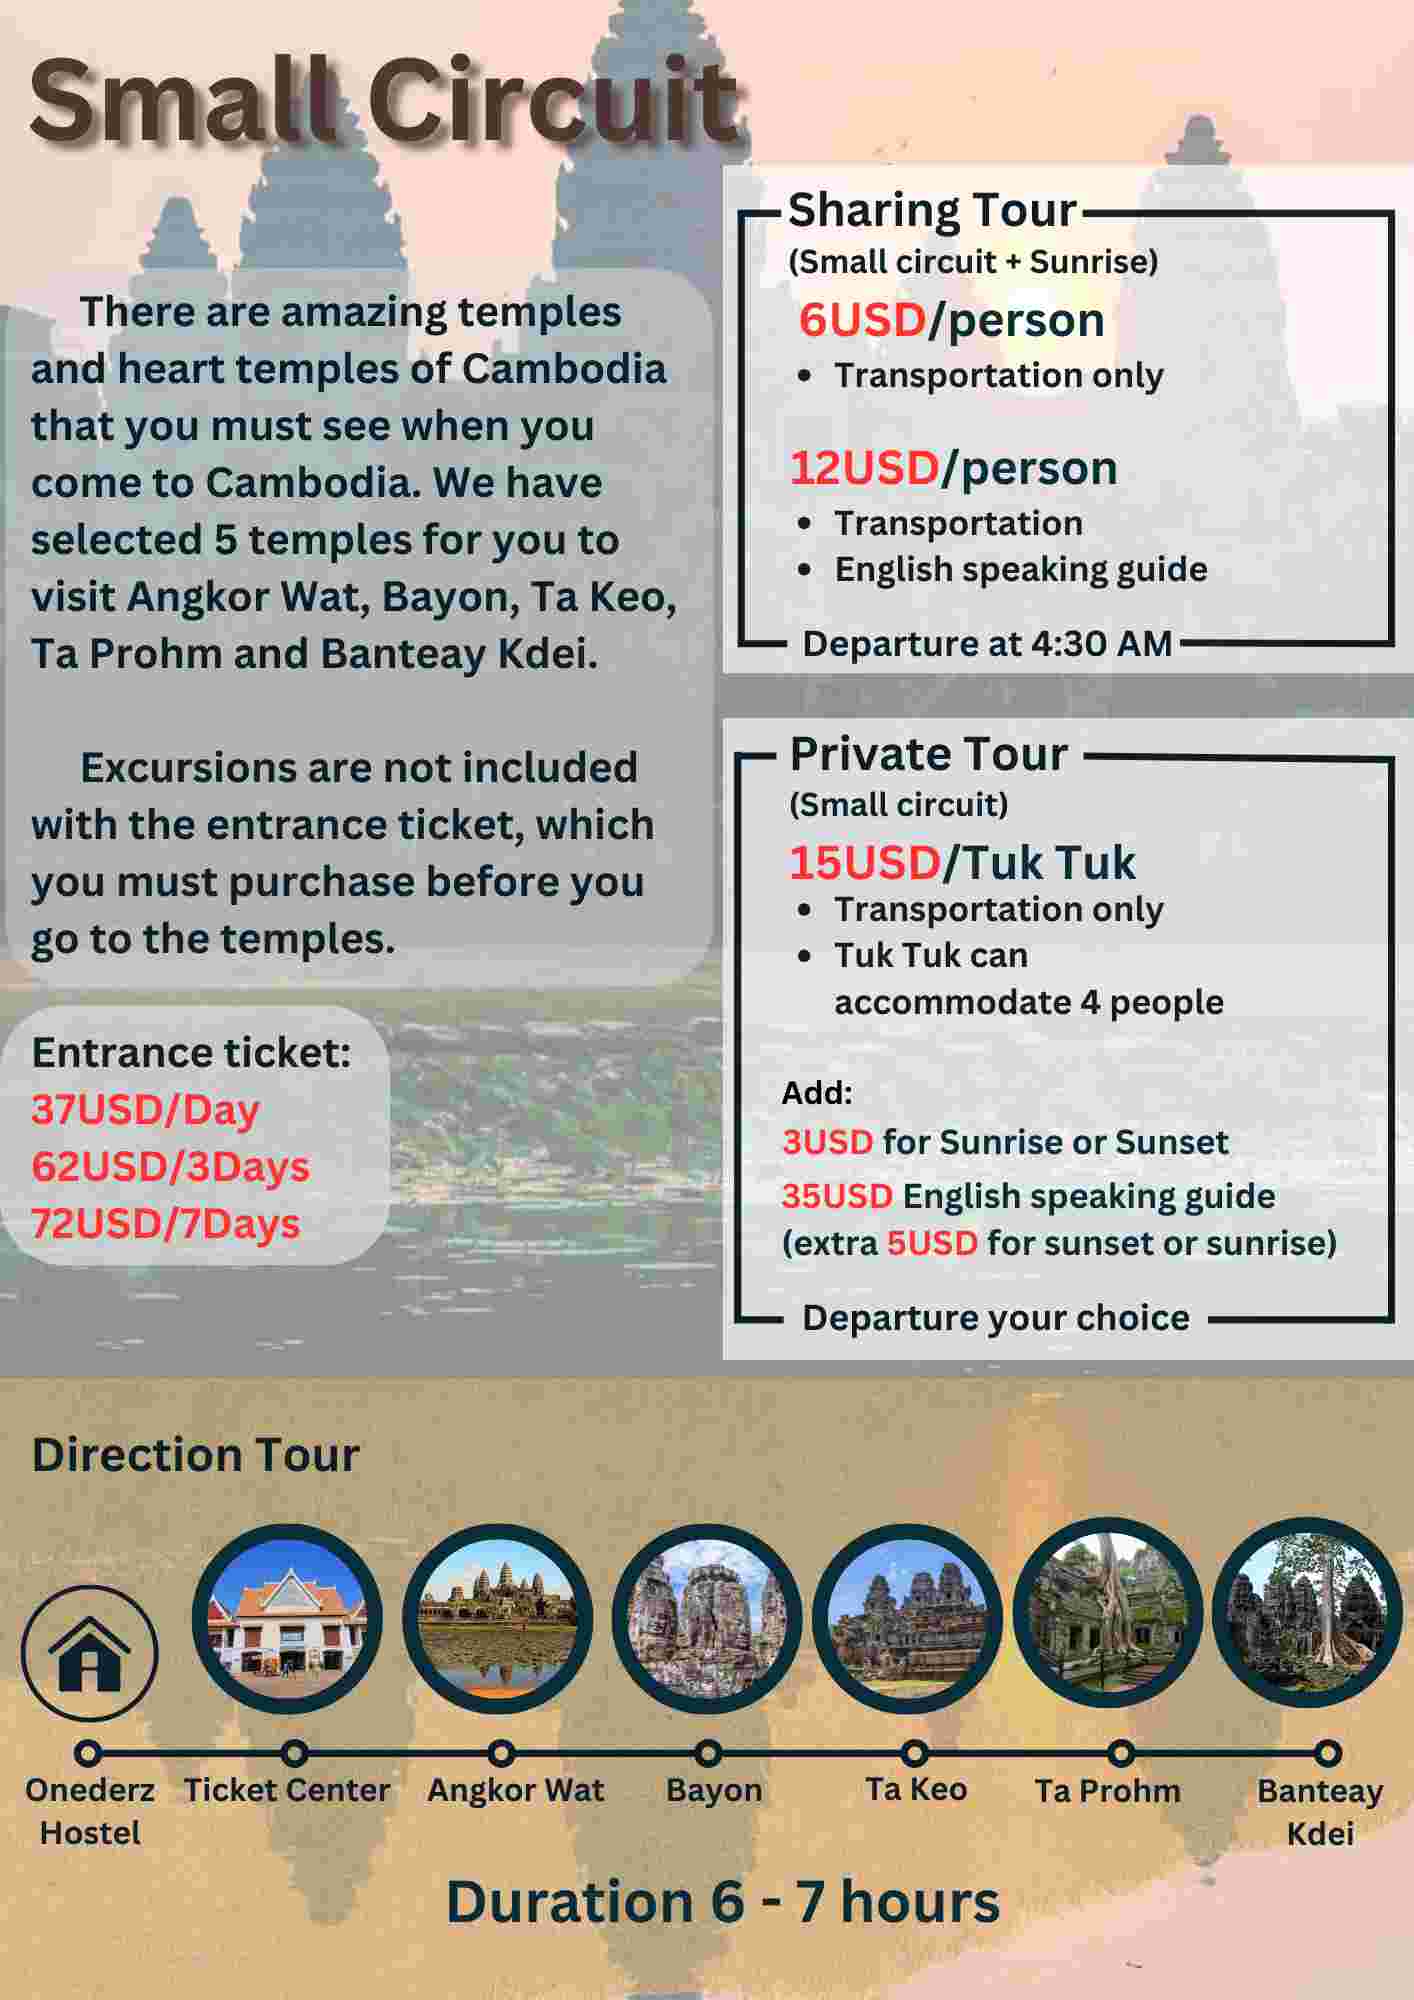 Small Circuit
There are amazing temples
and heart temples of Cambodia
that you must see when you
come to Cambodia. We have
selected 5 temples for you to
visit Angkor Wat, Bayon, Ta Keo,
Ta Prohm and Banteay Kdei.
Excursions are not included
with the entrance ticket, which
you must purchase before you
go to the temples.
Entrance ticket:
37USD/Day
62USD/3Days
72USD/7Days
Sharing Tour
(Small circuit + Sunrise)
6USD/person
• Transportation only
12USD/person
• Transportation
• English speaking guide
Departure at 4:30 AM
Private Tour
(Small circuit)
15USD/Tuk Tuk
• Transportation only
• Tuk Tuk can
accommodate 4 people
Add:
3USD for Sunrise or Sunset
35USD English speaking guide
(extra 5USD for sunset or sunrise)
Departure your choice
Direction Tour
Onederz
Hostel
Ticket Center
Angkor Wat
Bayon
Ta Keo
Ta Prohm
Banteay
Kdei
Duration 6 - 7 hours